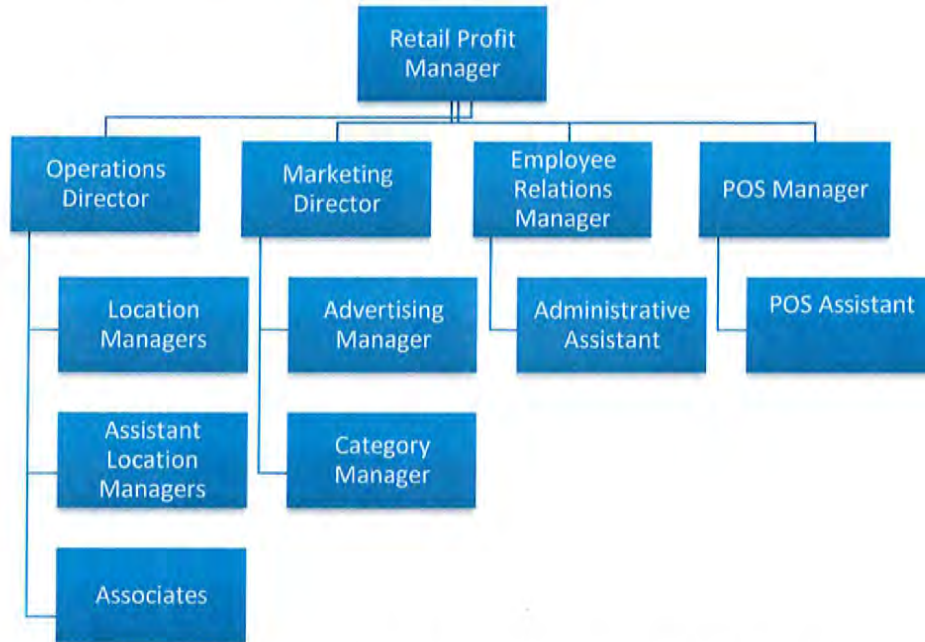 Retail Profit
Manager
Operations
Director
Marketing
Director
Employee
Relations
Manager
POS Manager
Location
Managers
Advertising
Manager
Administrative
Assistant
POS Assistant
Assistant
Location
Managers
Category
Manager
Associates